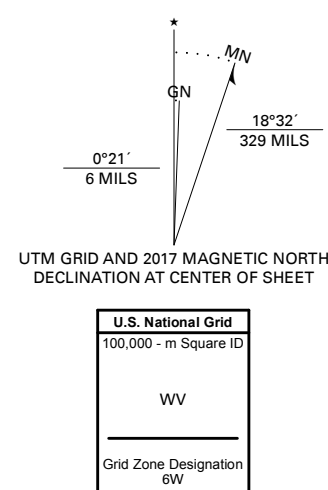 ★
MN
GN
18°32´
329 MILS
0°21´
6 MILS
UTM GRID AND 2017 MAGNETIC NORTH
DECLINATION AT CENTER OF SHEET
U.S. National Grid
100,000 - m Square ID
WV
Grid Zone Designation
6W